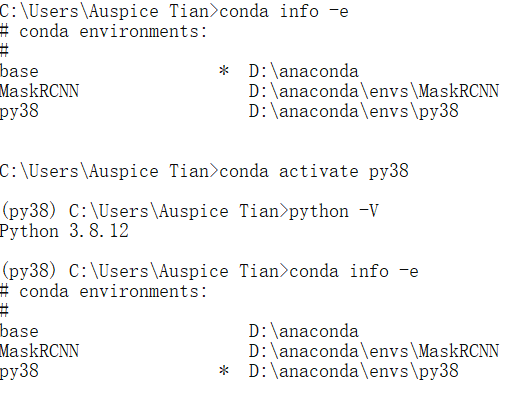 C:\Users\Auspice Tian>conda info -e
# conda environments:
#
base                  *  D:\anaconda
MaskRCNN                 D:\anaconda\envs\MaskRCNN
py38                     D:\anaconda\envs\py38
C:\Users\Auspice Tian>conda activate py38
(py38) C:\Users\Auspice Tian>python -V
Python 3.8.12
(py38) C:\Users\Auspice Tian>conda info -e
# conda environments:
#
base                     D:\anaconda
MaskRCNN                 D:\anaconda\envs\MaskRCNN
py38                  *  D:\anaconda\envs\py38